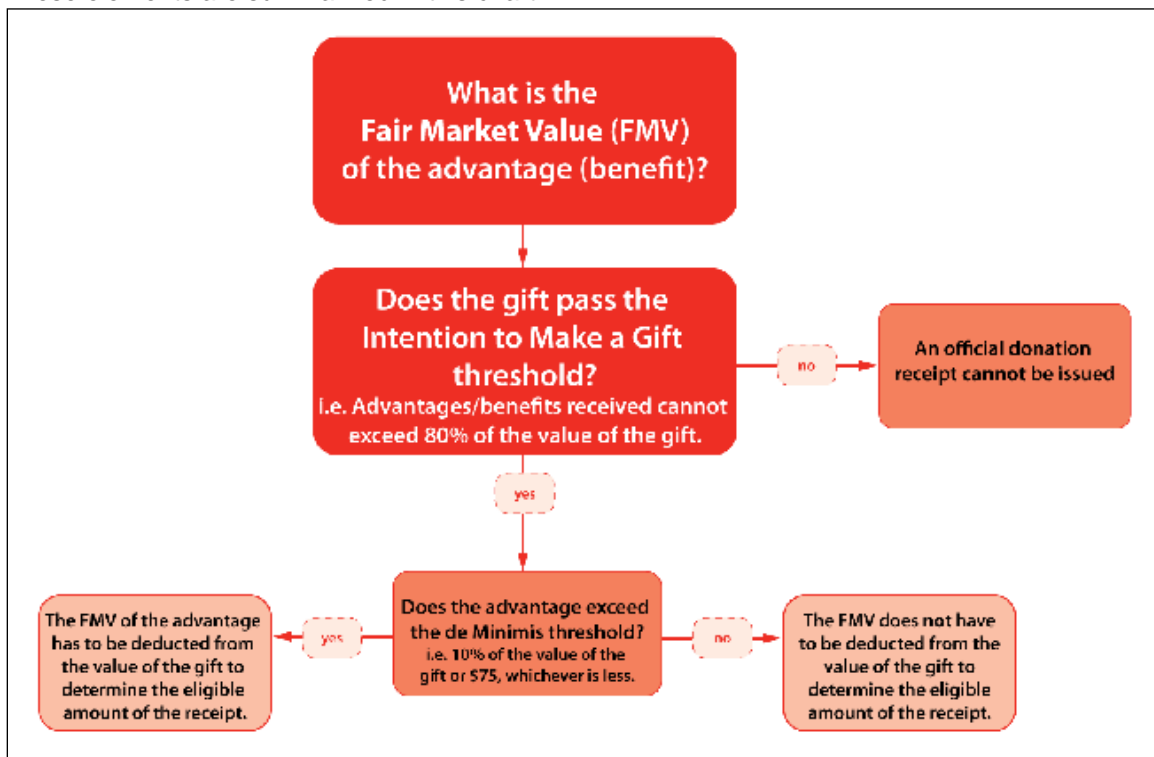 What is the
Fair Market Value (FMV)
of the advantage (benefit)?
Does the gift pass the
Intention to Make a Gift
threshold?
i.e. Advantages/benefits received cannot
exceed 80% of the value of the gift.
no
An official donation
receipt cannot be issued
yes
Does the advantage exceed
the de Minimis threshold?
i.e. 10% of the value of the
gift or $75, whichever is less.
yes
The FMV of the advantage
has to be deducted from
the value of the gift to
determine the eligible
amount of the receipt.
no
The FMV does not have
to be deducted from the
value of the gift to
determine the eligible
amount of the receipt.